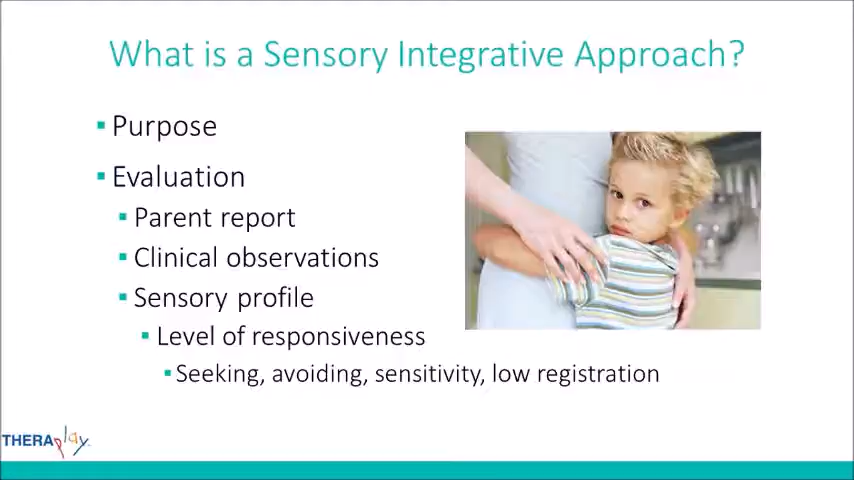 What is a Sensory Integrative Approach?
Purpose
Evaluation
Parent report
Clinical observations
Sensory profile
Level of responsiveness
Seeking, avoiding, sensitivity, low registration
THERAplay